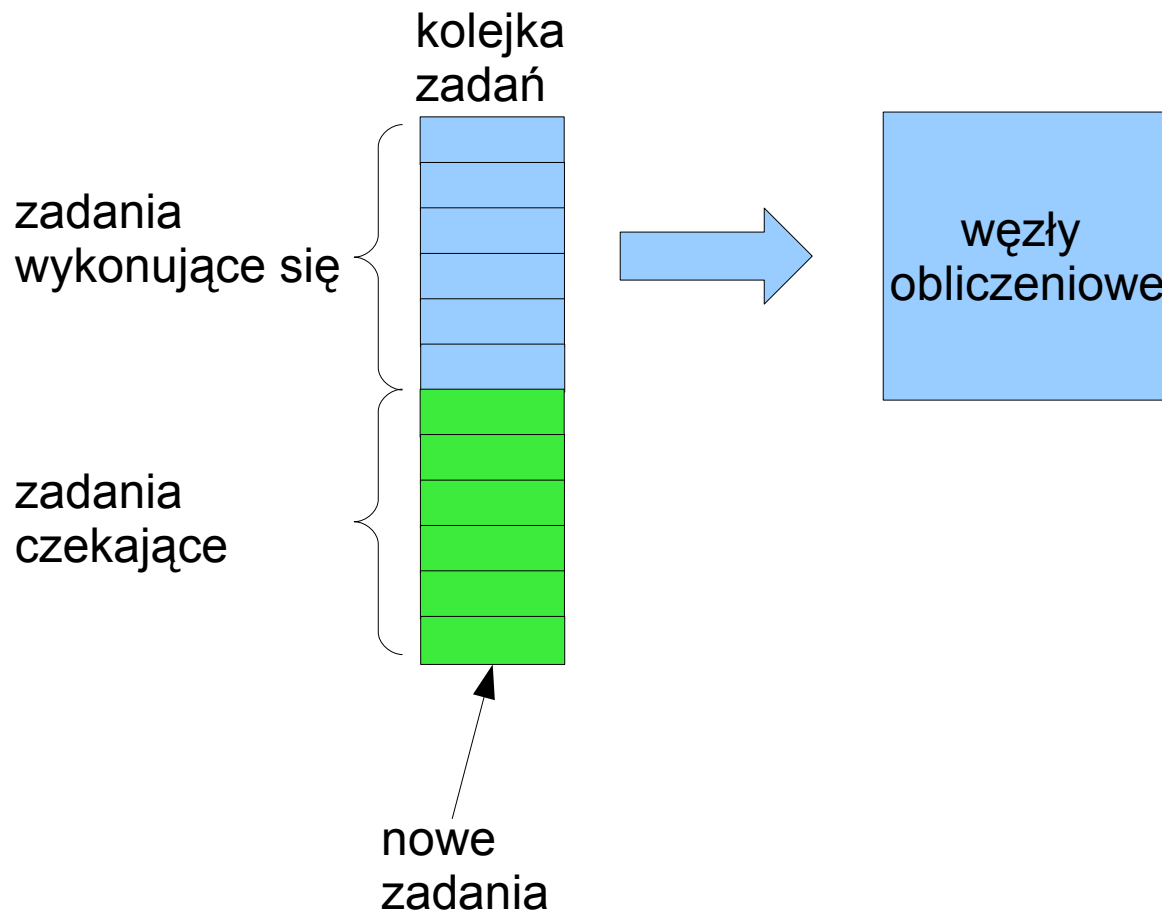 kolejka
zadań
zadania
wykonujące się
węzły
obliczeniowe
zadania
czekające
nowe
zadania